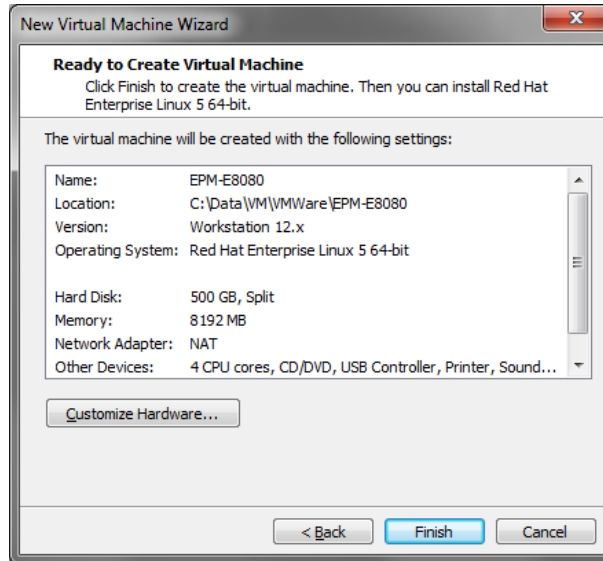 New Virtual Machine Wizard
Ready to Create Virtual Machine
Click Finish to create the virtual machine. Then you can install Red Hat
Enterprise Linux 5 64-bit.
The virtual machine will be created with the following settings:
Name: EPM-E8080
Location: C:\Data\VM\VMWare\EPM-E8080
Version: Workstation 12.x
Operating System: Red Hat Enterprise Linux 5 64-bit
Hard Disk: 500 GB, Split
Memory: 8192 MB
Network Adapter: NAT
Other Devices: 4 CPU cores, CD/DVD, USB Controller, Printer, Sound...
Customize Hardware...
< Back Finish Cancel